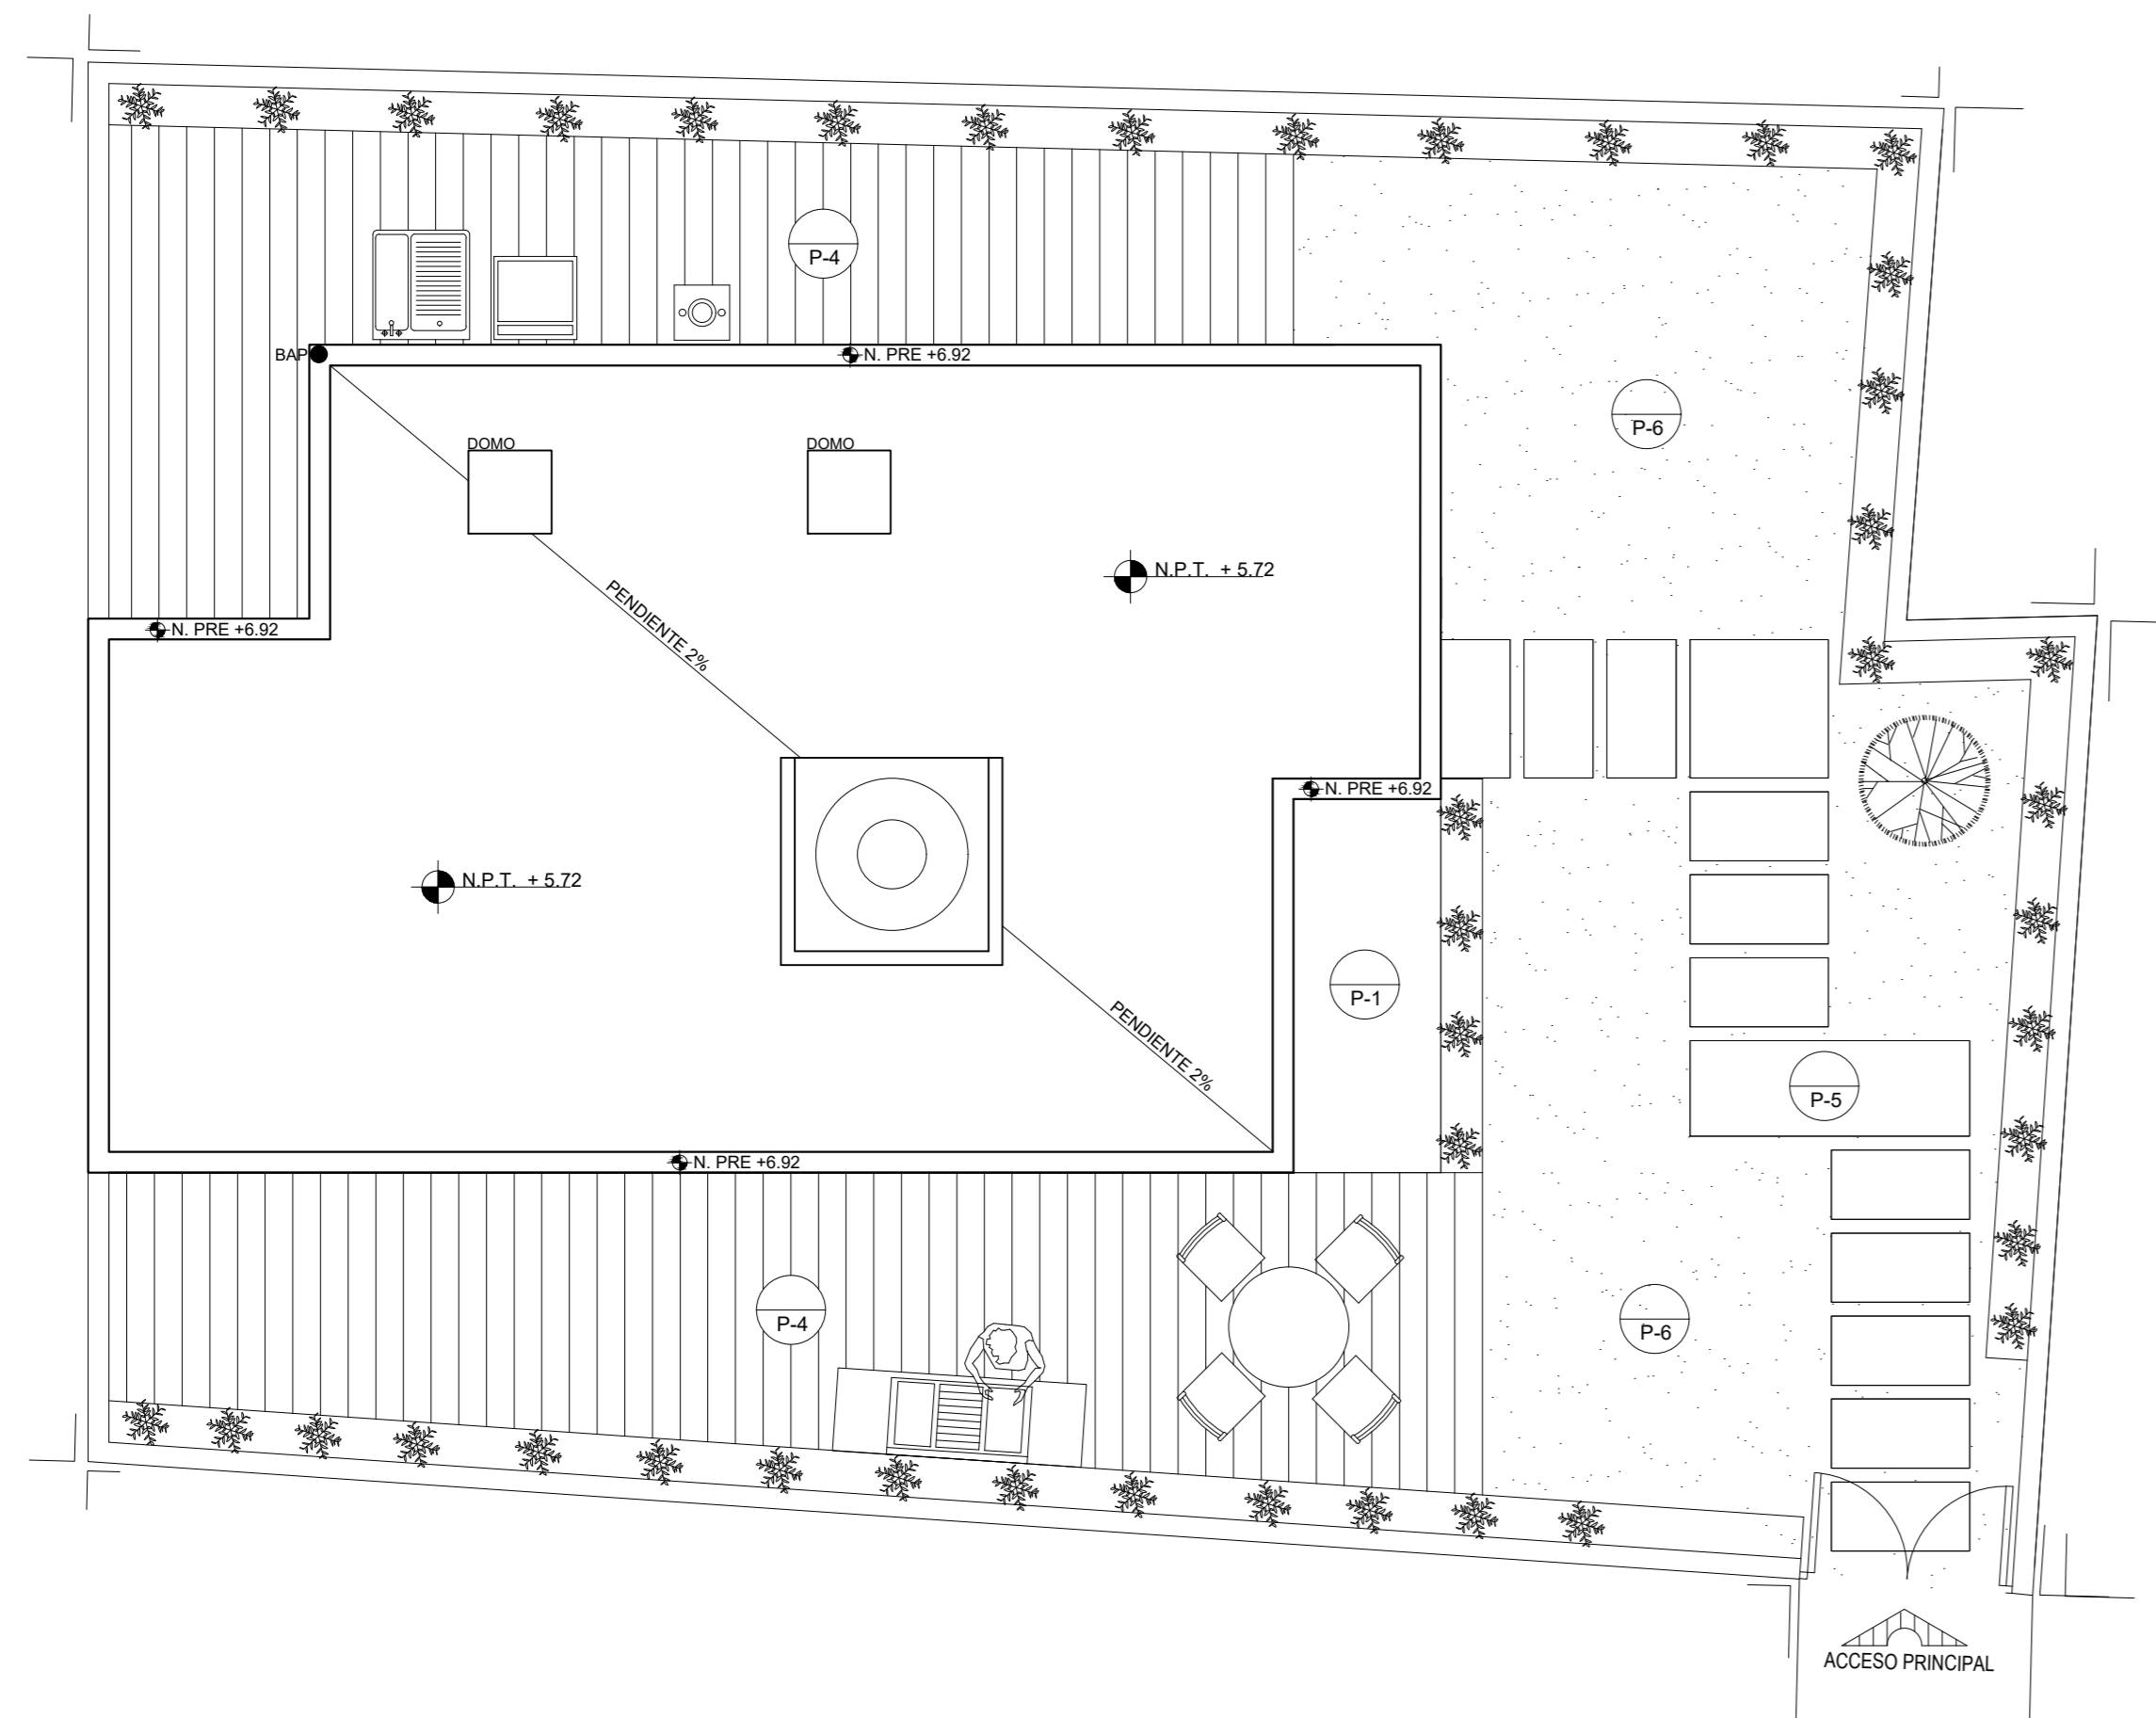 P-4
BAP
N. PRE +6.92
P-6
DOMO
DOMO
N.P.T. + 5.72
PENDIENTE 2%
N. PRE +6.92
N. PRE +6.92
N.P.T. + 5.72
P-1
PENDIENTE 2%
P-5
N. PRE +6.92
P-4
P-6
ACCESO PRINCIPAL